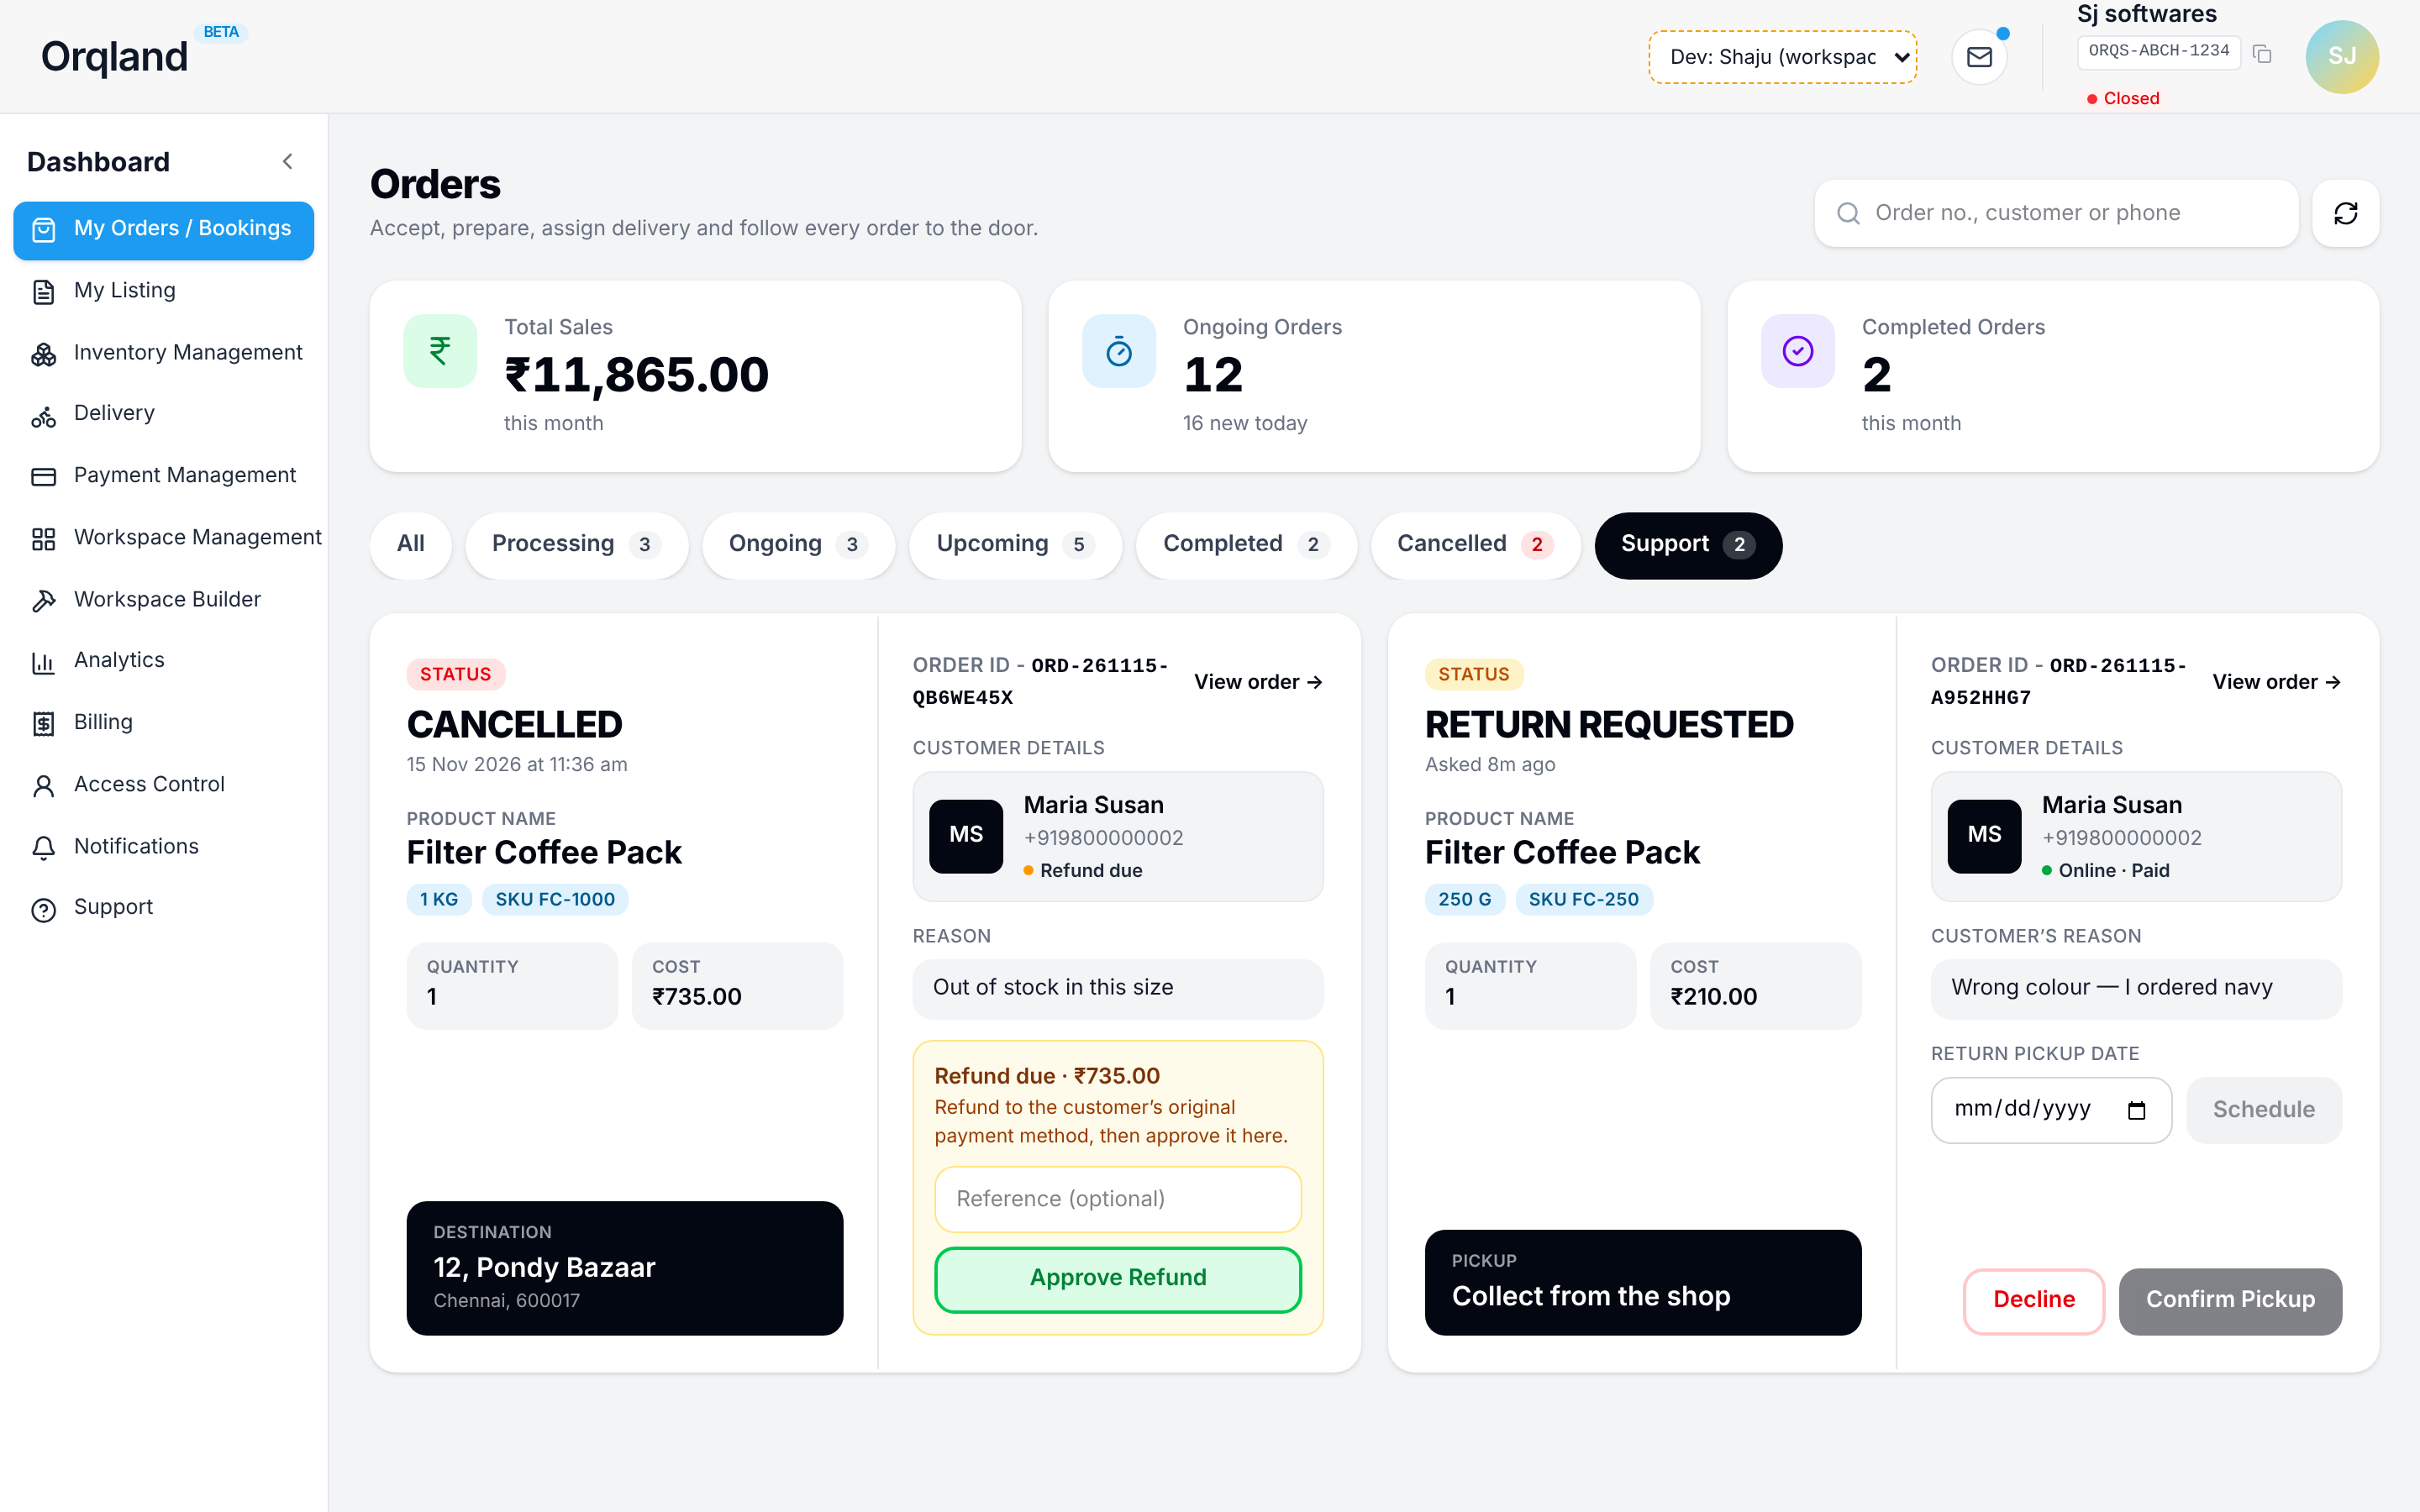 Orqland
BETA
Dev: Shaju (workspac
Sj softwares
ORQS-ABCH-1234
Closed
SJ
Dashboard
My Orders / Bookings
My Listing
Inventory Management
Delivery
Payment Management
Workspace Management
Workspace Builder
Analytics
Billing
Access Control
Notifications
Support
Orders
Accept, prepare, assign delivery and follow every order to the door.
Order no., customer or phone
Total Sales
₹11,865.00
this month
Ongoing Orders
12
16 new today
Completed Orders
2
this month
All
Processing 3
Ongoing 3
Upcoming 5
Completed 2
Cancelled 2
Support 2
STATUS
CANCELLED
15 Nov 2026 at 11:36 am
PRODUCT NAME
Filter Coffee Pack
1 KG
SKU FC-1000
QUANTITY
1
COST
₹735.00
DESTINATION
12, Pondy Bazaar
Chennai, 600017
ORDER ID - ORD-261115-
QB6WE45X
View order →
CUSTOMER DETAILS
MS
Maria Susan
+919800000002
Refund due
REASON
Out of stock in this size
Refund due · ₹735.00
Refund to the customer’s original
payment method, then approve it here.
Reference (optional)
Approve Refund
STATUS
RETURN REQUESTED
Asked 8m ago
PRODUCT NAME
Filter Coffee Pack
250 G
SKU FC-250
QUANTITY
1
COST
₹210.00
PICKUP
Collect from the shop
ORDER ID - ORD-261115-
A952HHG7
View order →
CUSTOMER DETAILS
MS
Maria Susan
+919800000002
Online · Paid
CUSTOMER’S REASON
Wrong colour — I ordered navy
RETURN PICKUP DATE
mm/dd/yyyy
Schedule
Decline
Confirm Pickup